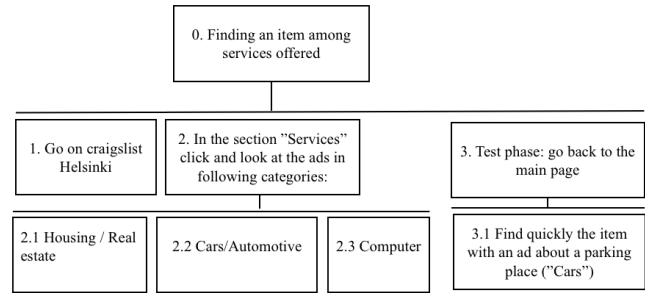 0. Finding an item among
services offered
1. Go on craigslist
Helsinki
2. In the section ”Services”
click and look at the ads in
following categories:
3. Test phase: go back to the
main page
2.1 Housing / Real
estate
2.2 Cars/Automotive
2.3 Computer
3.1 Find quickly the item
with an ad about a parking
place (”Cars”)